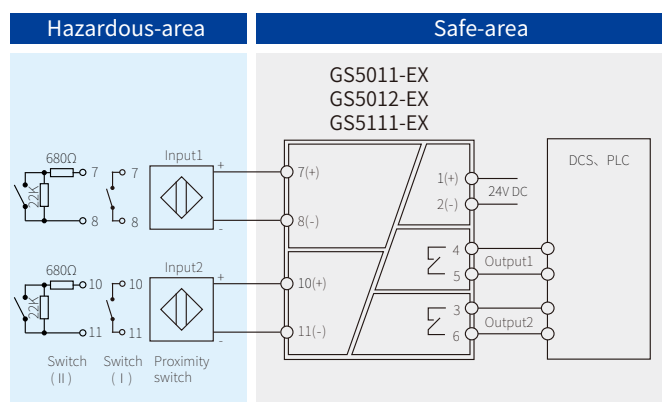 Hazardous-area
Safe-area
GS5011-EX
GS5012-EX
GS5111-EX
680Ω
22K
7
8
7
8
Input1
+
-
7(+)
8(-)
1(+)
2(-)
24V DC
DCS、PLC
4
5
Output1
680Ω
22K
10
11
10
11
Input2
+
-
10(+)
11(-)
3
6
Output2
Switch
(Ⅱ)
Switch
(Ⅰ)
Proximity
switch